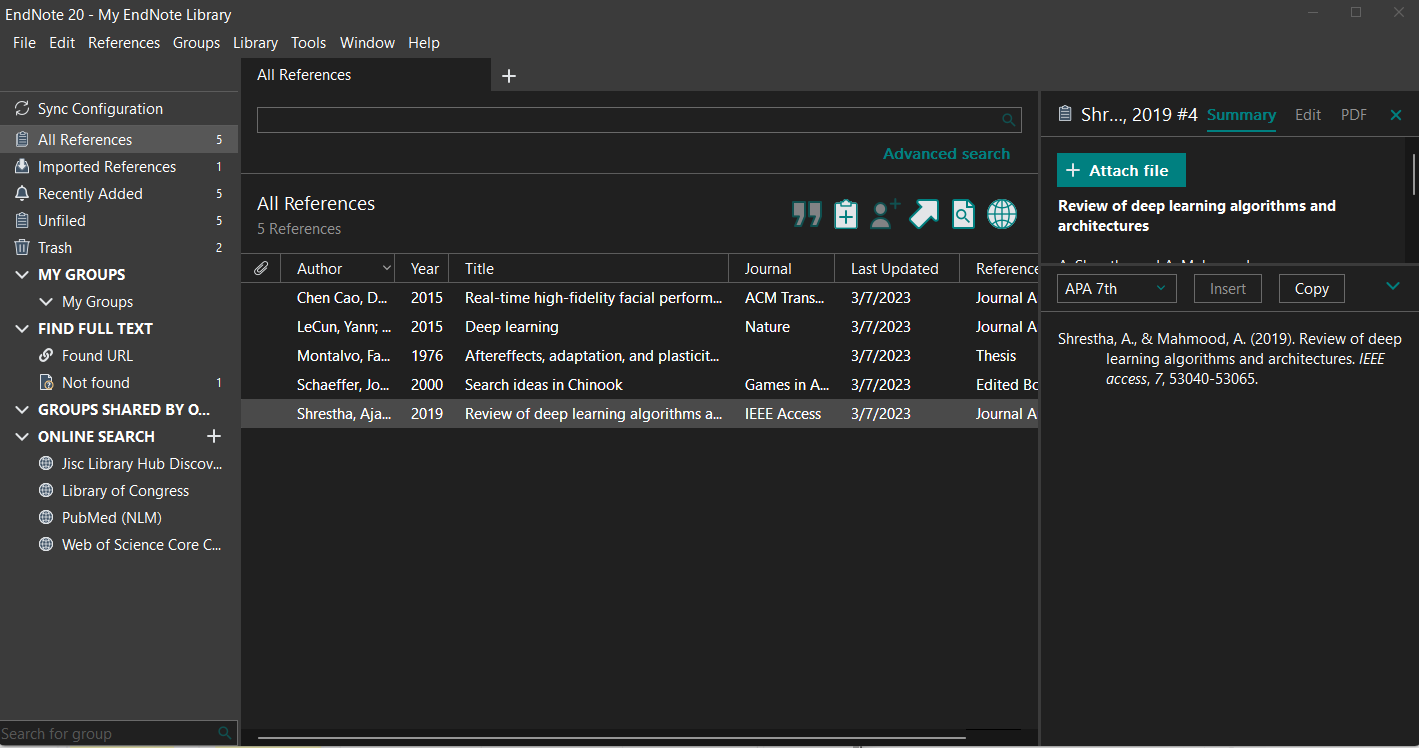 EndNote 20 - My EndNote Library
File Edit References Groups Library Tools Window Help
All References
Sync Configuration
All References 5
Imported References 1
Recently Added 5
Unfiled 5
Trash 2
MY GROUPS
My Groups
FIND FULL TEXT
Found URL
Not found 1
GROUPS SHARED BY O...
ONLINE SEARCH
Jisc Library Hub Discov...
Library of Congress
PubMed (NLM)
Web of Science Core C...
Search for group
Advanced search
All References
5 References
Author Year Title Journal Last Updated Reference
Chen Cao, D... 2015 Real-time high-fidelity facial perform... ACM Trans... 3/7/2023 Journal A
LeCun, Yann; ... 2015 Deep learning Nature 3/7/2023 Journal A
Montalvo, Fa... 1976 Aftereffects, adaptation, and plasticit... 3/7/2023 Thesis
Schaeffer, Jo... 2000 Search ideas in Chinook Games in A... 3/7/2023 Edited Bo
Shrestha, Aja... 2019 Review of deep learning algorithms a... IEEE Access 3/7/2023 Journal A
Shr..., 2019 #4 Summary Edit PDF
Attach file
Review of deep learning algorithms and
architectures
APA 7th Insert Copy
Shrestha, A., & Mahmood, A. (2019). Review of deep
learning algorithms and architectures. IEEE
access, 7, 53040-53065.